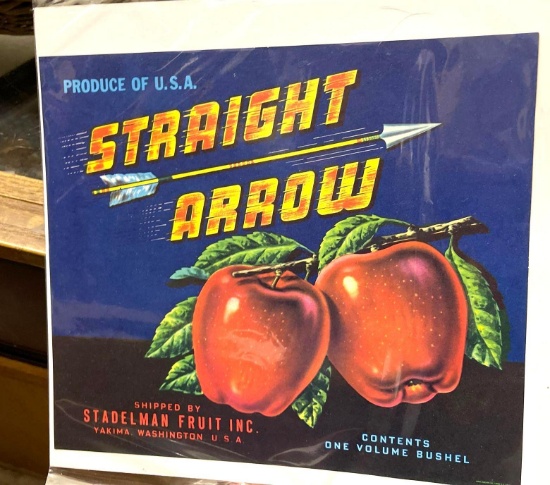 PRODUCE OF U.S.A.
STRAIGHT
ARROW
SHIPPED BY
STADELMAN FRUIT INC.
YAKIMA, WASHINGTON U S A
CONTENTS
ONE VOLUME BUSHEL